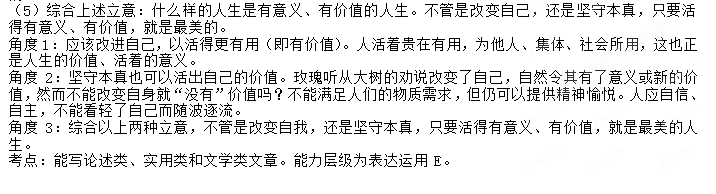 （5）综合上述立意：什么样的人生是有意义、有价值的人生。不管是改变自己，还是坚守本真，只要活
得有意义、有价值，就是最美的。
角度 1：应该改进自己，以活得更有用（即有价值）。人活着贵在有用，为他人、集体、社会所用，这也正
是人生的价值、活着的意义。
角度 2：坚守本真也可以活出自己的价值。玫瑰听从大树的劝说改变了自己，自然令其有了意义或新的价
值，然而不能改变自身就“没有”价值吗？不能满足人们的物质需求，但仍可以提供精神愉悦。人应自信、
自主，不能看轻了自己而随波逐流。
角度 3：综合以上两种立意，不管是改变自我，还是坚守本真，只要活得有意义、有价值，就是最美的人
生。
考点：能写论述类、实用类和文学类文章。能力层级为表达运用 E。